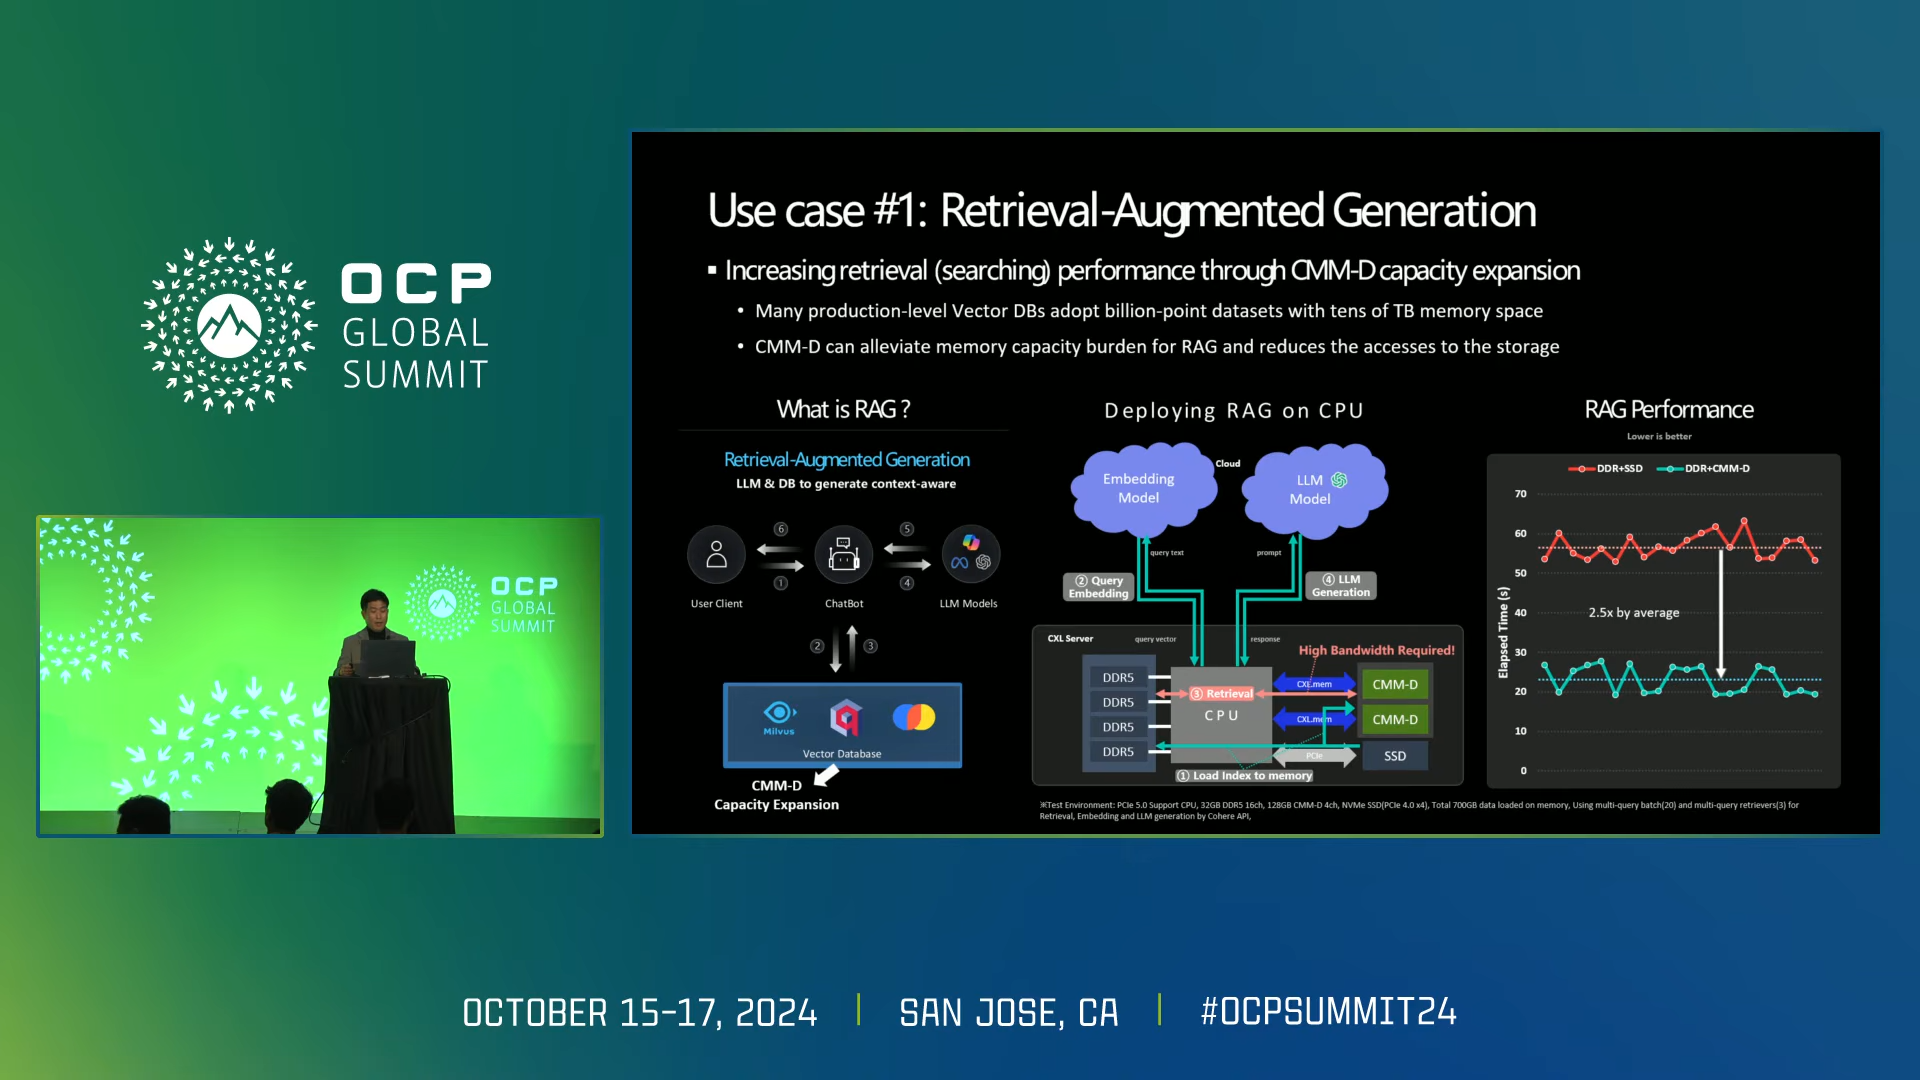 OCP
GLOBAL
SUMMIT
OCP
GLOBAL
SUMMIT
Use case #1: Retrieval-Augmented Generation
▪ Increasing retrieval (searching) performance through CMM-D capacity expansion
• Many production-level Vector DBs adopt billion-point datasets with tens of TB memory space
• CMM-D can alleviate memory capacity burden for RAG and reduces the accesses to the storage
What is RAG ?
Retrieval-Augmented Generation
LLM & DB to generate context-aware
6
5
1
4
User Client
ChatBot
LLM Models
2
3
Milvus
Vector Database
CMM-D
Capacity Expansion
Deploying RAG on CPU
Embedding
Model
Cloud
LLM
Model
query text
prompt
② Query
Embedding
④ LLM
Generation
CXL Server
query vector
response
High Bandwidth Required!
DDR5
DDR5
DDR5
DDR5
③ Retrieval
CPU
CXL.mem
CXL.mem
PCIe
CMM-D
CMM-D
SSD
① Load Index to memory
RAG Performance
Lower is better
DDR+SSD
DDR+CMM-D
Elapsed Time (s)
70
60
50
40
30
20
10
0
2.5x by average
※Test Environment: PCIe 5.0 Support CPU, 32GB DDR5 16ch, 128GB CMM-D 4ch, NVMe SSD(PCIe 4.0 x4), Total 700GB data loaded on memory, Using multi-query batch(20) and multi-query retrievers(3) for
Retrieval, Embedding and LLM generation by Cohere API,
OCTOBER 15-17, 2024 | SAN JOSE, CA | #OCPSUMMIT24